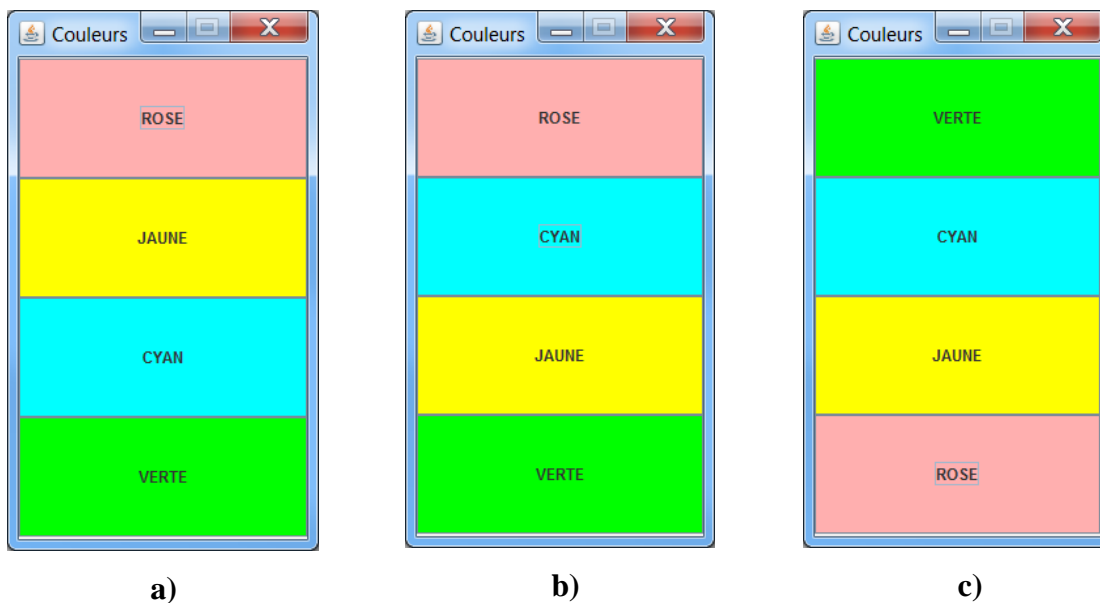 Couleurs
ROSE
JAUNE
CYAN
VERTE
a)
Couleurs
ROSE
CYAN
JAUNE
VERTE
b)
Couleurs
VERTE
CYAN
JAUNE
ROSE
c)